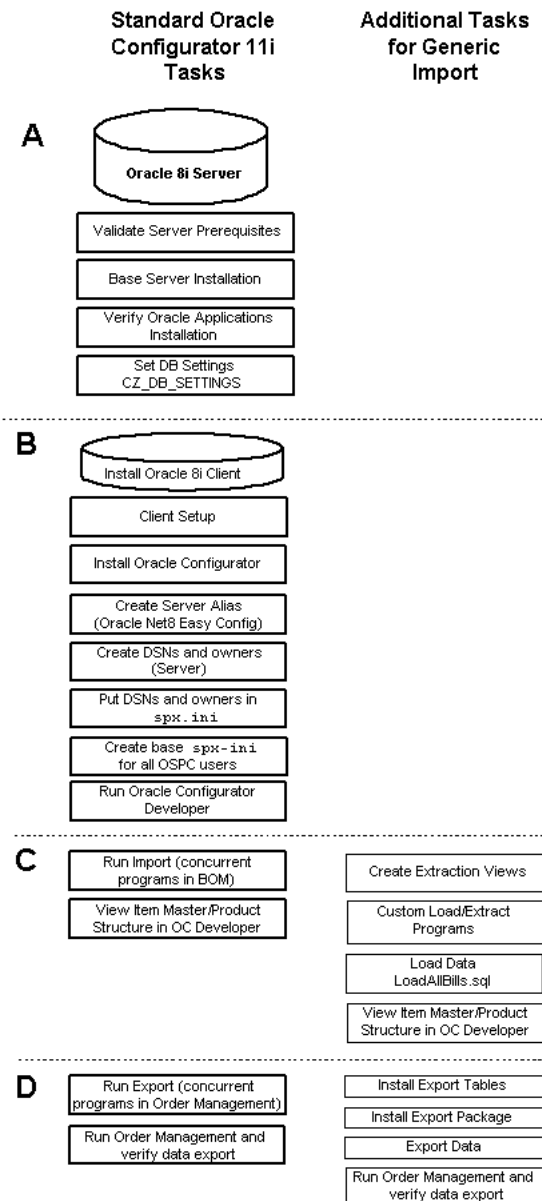 Standard Oracle
Configurator 11i
Tasks
Additional Tasks
for Generic
Import
A
Oracle 8i Server
Validate Server Prerequisites
Base Server Installation
Verify Oracle Applications
Installation
Set DB Settings
CZ_DB_SETTINGS
B
Install Oracle 8i Client
Client Setup
Install Oracle Configurator
Create Server Alias
(Oracle Net8 Easy Config)
Create DSNs and owners
(Server)
Put DSNs and owners in
spx.ini
Create base spx-ini
for all OSPC users
Run Oracle Configurator
Developer
C
Run Import (concurrent
programs in BOM)
View Item Master/Product
Structure in OC Developer
Create Extraction Views
Custom Load/Extract
Programs
Load Data
LoadAllBills.sql
View Item Master/Product
Structure in OC Developer
D
Run Export (concurrent
programs in Order Management)
Run Order Management and
verify data export
Install Export Tables
Install Export Package
Export Data
Run Order Management and
verify data export